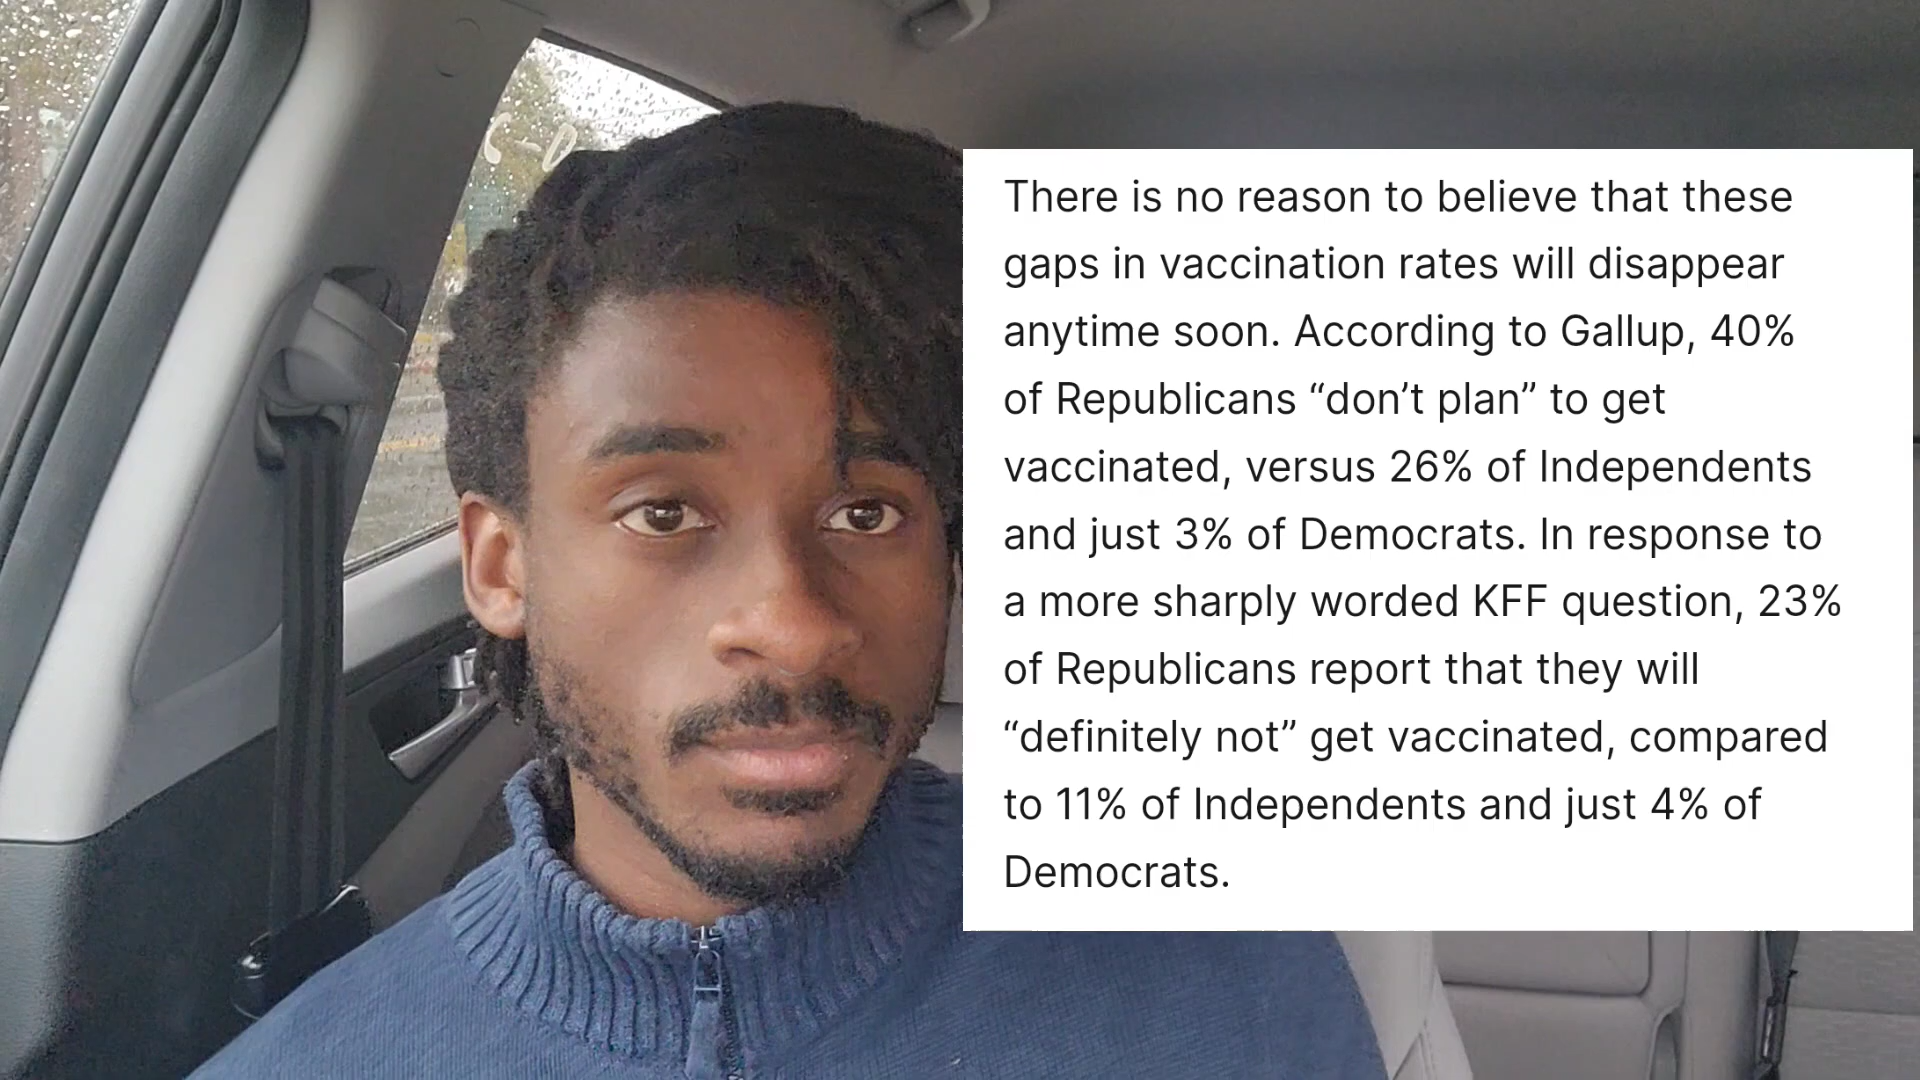 C-D
There is no reason to believe that these
gaps in vaccination rates will disappear
anytime soon. According to Gallup, 40%
of Republicans “don’t plan” to get
vaccinated, versus 26% of Independents
and just 3% of Democrats. In response to
a more sharply worded KFF question, 23%
of Republicans report that they will
“definitely not” get vaccinated, compared
to 11% of Independents and just 4% of
Democrats.